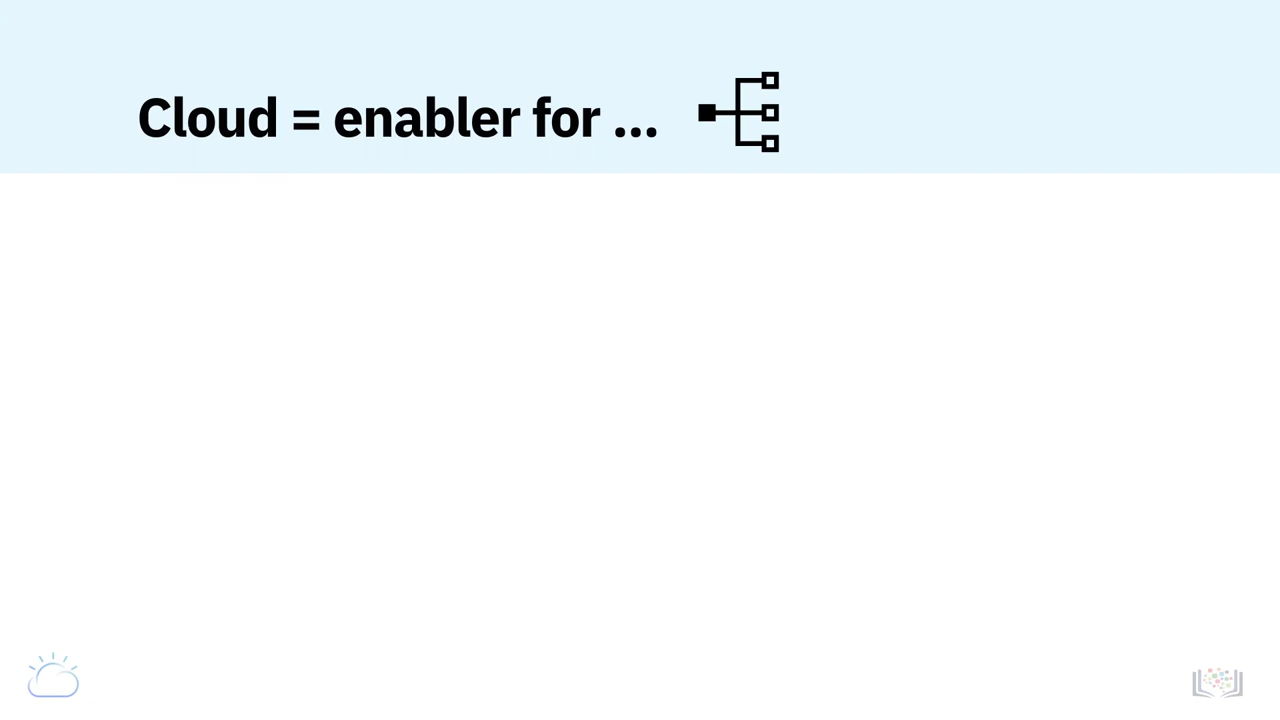 Cloud = enabler for ...